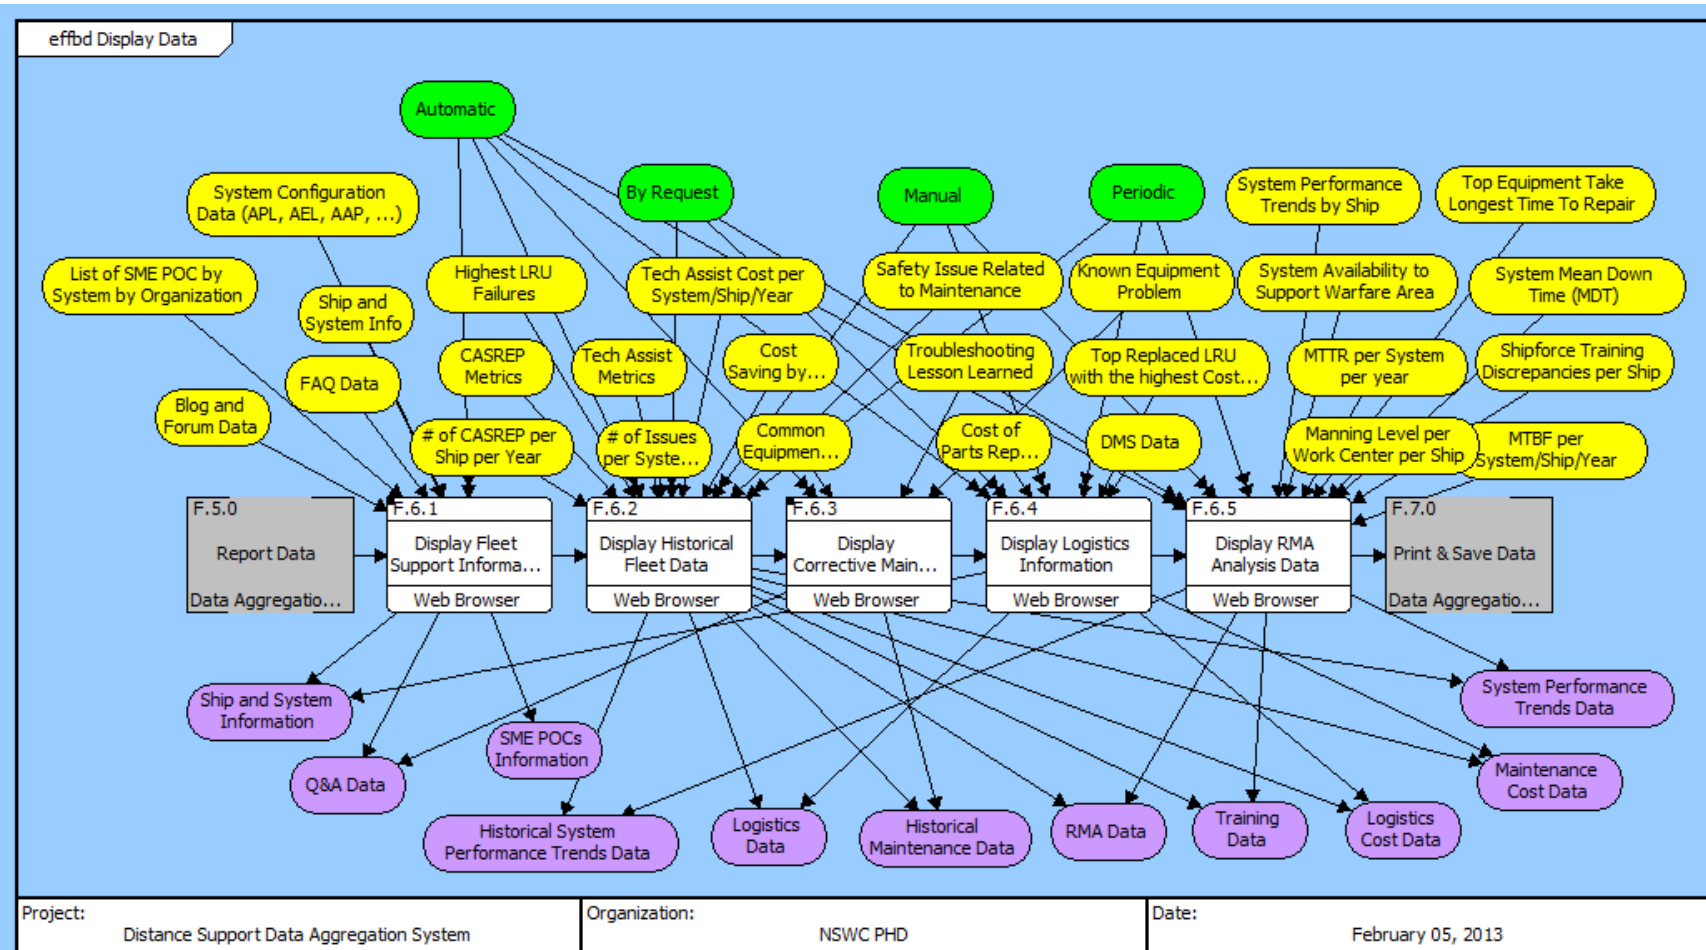 effbd Display Data
Automatic
By Request
Manual
Periodic
System Configuration
Data (APL, AEL, AAP, ...)
System Performance
Trends by Ship
Top Equipment Take
Longest Time To Repair
List of SME POC by
System by Organization
Ship and
System Info
Highest LRU
Failures
Tech Assist Cost per
System/Ship/Year
Safety Issue Related
to Maintenance
Known Equipment
Problem
System Availability to
Support Warfare Area
System Mean Down
Time (MDT)
FAQ Data
CASREP
Metrics
Tech Assist
Metrics
Cost
Saving by...
Troubleshooting
Lesson Learned
Top Replaced LRU
with the highest Cost...
MTTR per System
per year
Shipforce Training
Discrepancies per Ship
Blog and
Forum Data
# of CASREP per
Ship per Year
# of Issues
per Syste...
Common
Equipmen...
Cost of
Parts Rep...
DMS Data
Manning Level per
Work Center per Ship
MTBF per
System/Ship/Year
F.5.0
Report Data
Data Aggregatio...
F.6.1
Display Fleet
Support Informa...
Web Browser
F.6.2
Display Historical
Fleet Data
Web Browser
F.6.3
Display
Corrective Main...
Web Browser
F.6.4
Display Logistics
Information
Web Browser
F.6.5
Display RMA
Analysis Data
Web Browser
F.7.0
Print & Save Data
Data Aggregatio...
Ship and System
Information
SME POCs
Information
Q&A Data
System Performance
Trends Data
Maintenance
Cost Data
Historical System
Performance Trends Data
Logistics
Data
Historical
Maintenance Data
RMA Data
Training
Data
Logistics
Cost Data
Project:
Distance Support Data Aggregation System
Organization:
NSWC PHD
Date:
February 05, 2013